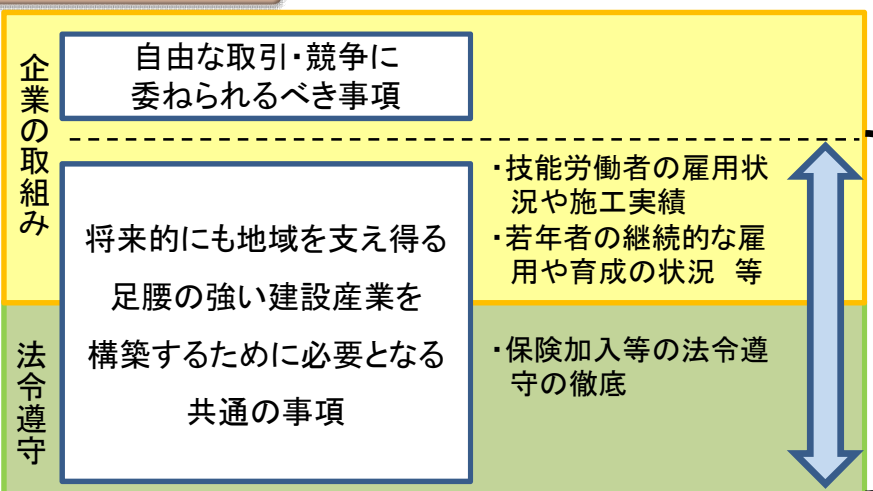 企業の取組み
自由な取引・競争に
委ねられるべき事項
・技能労働者の雇用状
況や施工実績
・若年者の継続的な雇
用や育成の状況　等
将来的にも地域を支え得る
足腰の強い建設産業を
構築するために必要となる
共通の事項
法令遵守
・保険加入等の法令遵
守の徹底